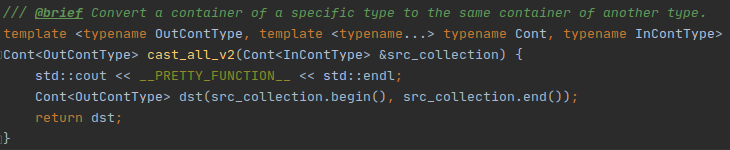 /// @brief Convert a container of a specific type to the same container of another type.
template <typename OutContType, template <typename...> typename Cont, typename InContType>
Cont<OutContType> cast_all_v2(Cont<InContType> &src_collection) {
    std::cout << __PRETTY_FUNCTION__ << std::endl;
    Cont<OutContType> dst(src_collection.begin(), src_collection.end());
    return dst;
}